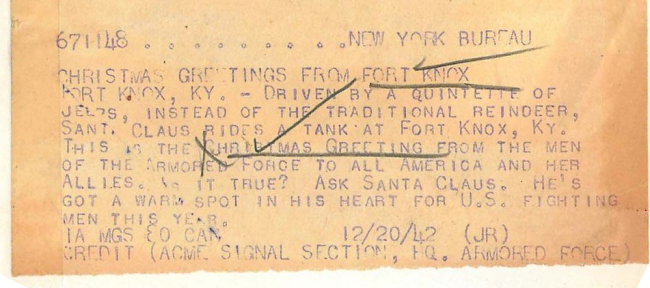 671148 . . . . . . . . . .NEW YORK BUREAU
CHRISTMAS GREETINGS FROM FORT KNOX
FORT KNOX, KY. - DRIVEN BY A QUINTETTE OF
JEEPS, INSTEAD OF THE TRADITIONAL REINDEER,
SANTA CLAUS RIDES A TANK AT FORT KNOX, KY.
THIS IS THE CHRISTMAS GREETING FROM THE MEN
OF THE ARMORED FORCE TO ALL AMERICA AND HER
ALLIES. IS IT TRUE? ASK SANTA CLAUS. HE'S
GOT A WARM SPOT IN HIS HEART FOR U.S. FIGHTING
MEN THIS YEAR.
IA MGS CAN 12/20/42 (JR)
CREDIT (ACME SIGNAL SECTION, HQ. ARMORED FORCE)